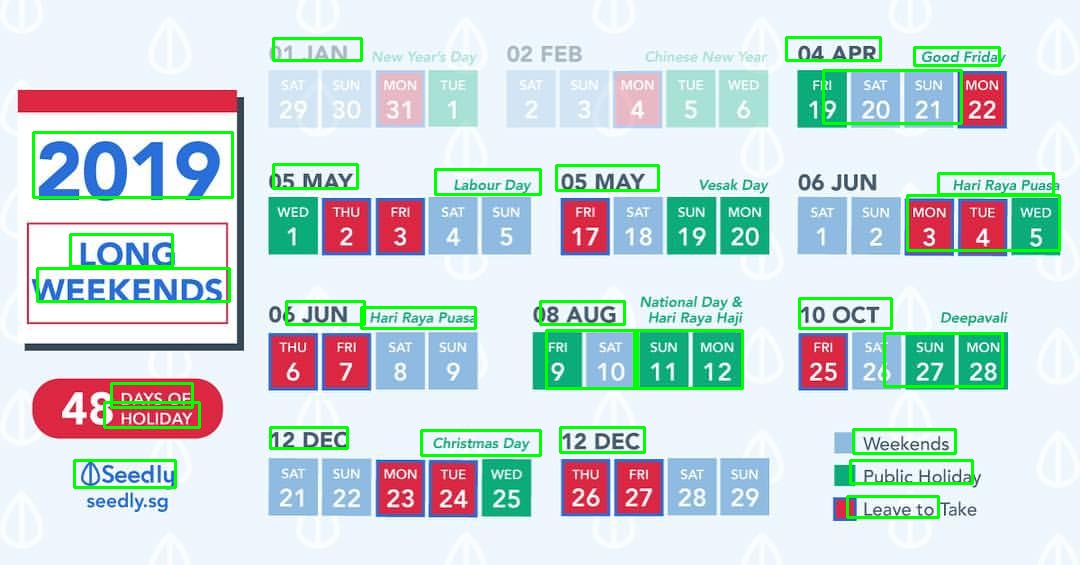 2019
LONG
WEEKENDS
48 DAYS OF
HOLIDAY
Seedly
seedly.sg
01 JAN New Year's Day
SAT SUN MON TUE
29 30 31 1
02 FEB Chinese New Year
SAT SUN MON TUE WED
2 3 4 5 6
04 APR Good Friday
FRI SAT SUN MON
19 20 21 22
05 MAY Labour Day
WED THU FRI SAT SUN
1 2 3 4 5
05 MAY Vesak Day
FRI SAT SUN MON
17 18 19 20
06 JUN Hari Raya Puasa
SAT SUN MON TUE WED
1 2 3 4 5
06 JUN Hari Raya Puasa
THU FRI SAT SUN
6 7 8 9
08 AUG National Day &
Hari Raya Haji
FRI SAT SUN MON
9 10 11 12
10 OCT Deepavali
FRI SAT SUN MON
25 26 27 28
12 DEC Christmas Day
SAT SUN MON TUE WED
21 22 23 24 25
12 DEC
THU FRI SAT SUN
26 27 28 29
Weekends
Public Holiday
Leave to Take